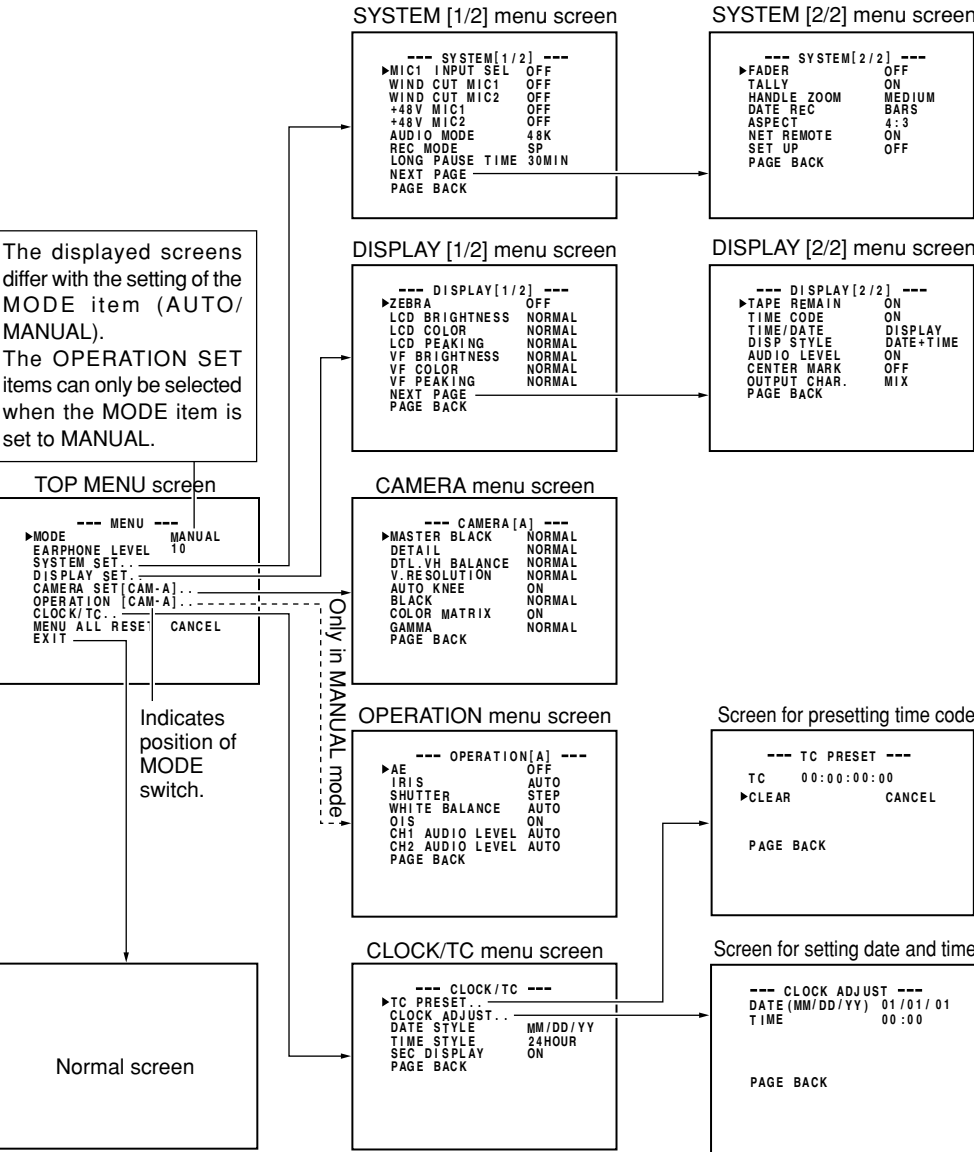 SYSTEM [1/2] menu screen
--- SYSTEM[1/2] ---
▶MIC1 INPUT SEL OFF
WIND CUT MIC1 OFF
WIND CUT MIC2 OFF
+48V MIC1 OFF
+48V MIC2 OFF
AUDIO MODE 48K
REC MODE SP
LONG PAUSE TIME 30MIN
NEXT PAGE
PAGE BACK
SYSTEM [2/2] menu screen
--- SYSTEM[2/2] ---
▶FADER OFF
TALLY ON
HANDLE ZOOM MEDIUM
DATE REC BARS
ASPECT 4:3
NET REMOTE ON
SET UP OFF
PAGE BACK
The displayed screens
differ with the setting of the
MODE item (AUTO/
MANUAL).
The OPERATION SET
items can only be selected
when the MODE item is
set to MANUAL.
DISPLAY [1/2] menu screen
--- DISPLAY[1/2] ---
▶ZEBRA OFF
LCD BRIGHTNESS NORMAL
LCD COLOR NORMAL
LCD PEAKING NORMAL
VF BRIGHTNESS NORMAL
VF COLOR NORMAL
VF PEAKING NORMAL
NEXT PAGE
PAGE BACK
DISPLAY [2/2] menu screen
--- DISPLAY[2/2] ---
▶TAPE REMAIN ON
TIME CODE ON
TIME/DATE DISPLAY
DISP STYLE DATE+TIME
AUDIO LEVEL ON
CENTER MARK OFF
OUTPUT CHAR. MIX
PAGE BACK
TOP MENU screen
--- MENU ---
▶MODE MANUAL
EARPHONE LEVEL 10
SYSTEM SET..
DISPLAY SET..
CAMERA SET[CAM-A]..
OPERATION [CAM-A]..
CLOCK/TC..
MENU ALL RESET CANCEL
EXIT
CAMERA menu screen
--- CAMERA[A] ---
▶MASTER BLACK NORMAL
DETAIL NORMAL
DTL.VH BALANCE NORMAL
V.RESOLUTION NORMAL
AUTO KNEE ON
BLACK NORMAL
COLOR MATRIX ON
GAMMA NORMAL
PAGE BACK
Only in MANUAL mode
Indicates
position of
MODE
switch.
OPERATION menu screen
--- OPERATION[A] ---
▶AE OFF
IRIS AUTO
SHUTTER STEP
WHITE BALANCE AUTO
OIS ON
CH1 AUDIO LEVEL AUTO
CH2 AUDIO LEVEL AUTO
PAGE BACK
Screen for presetting time code
--- TC PRESET ---
TC 00:00:00:00
▶CLEAR CANCEL
PAGE BACK
Normal screen
CLOCK/TC menu screen
--- CLOCK/TC ---
▶TC PRESET..
CLOCK ADJUST..
DATE STYLE MM/DD/YY
TIME STYLE 24HOUR
SEC DISPLAY ON
PAGE BACK
Screen for setting date and time
--- CLOCK ADJUST ---
DATE(MM/DD/YY) 01/01/01
TIME 00:00
PAGE BACK